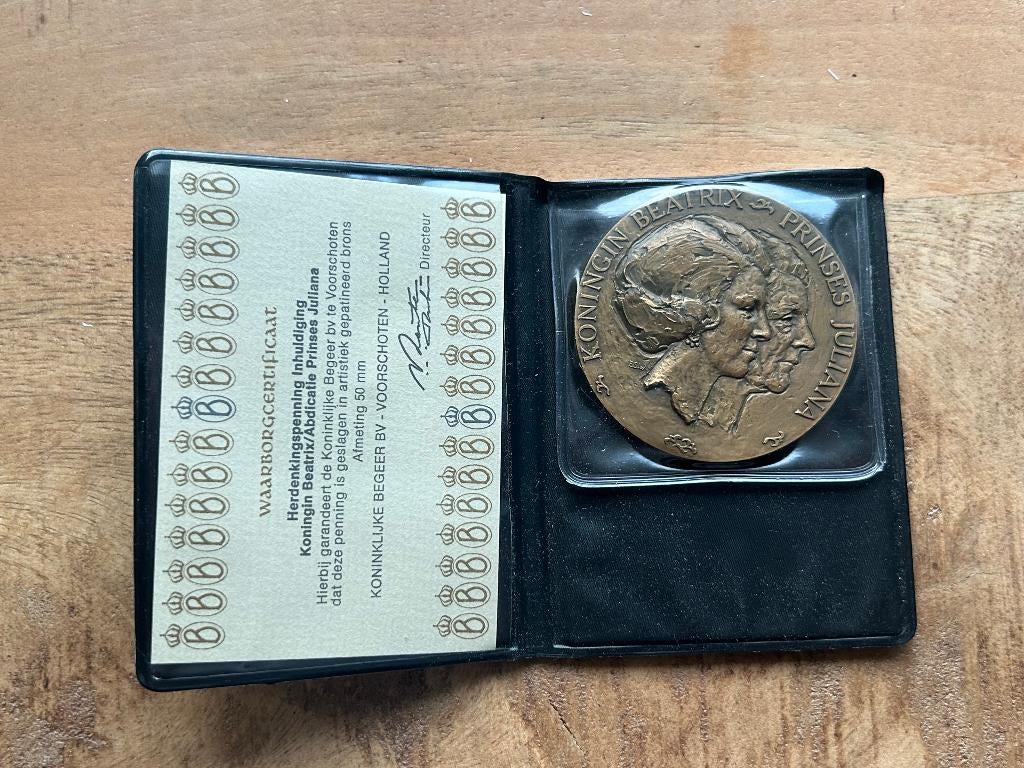 WAARBORGCERTIFICAAT
Herdenkingspenning Inhuldiging
Koningin Beatrix/Abdicatie Prinses Juliana
Hierbij garandeert de Koninklijke Begeer bv te Voorschoten
dat deze penning is geslagen in artistiek gepatineerd brons
Afmeting 50 mm
KONINKLIJKE BEGEER BV - VOORSCHOTEN - HOLLAND
Directeur
KONINGIN BEATRIX PRINSES JULIANA